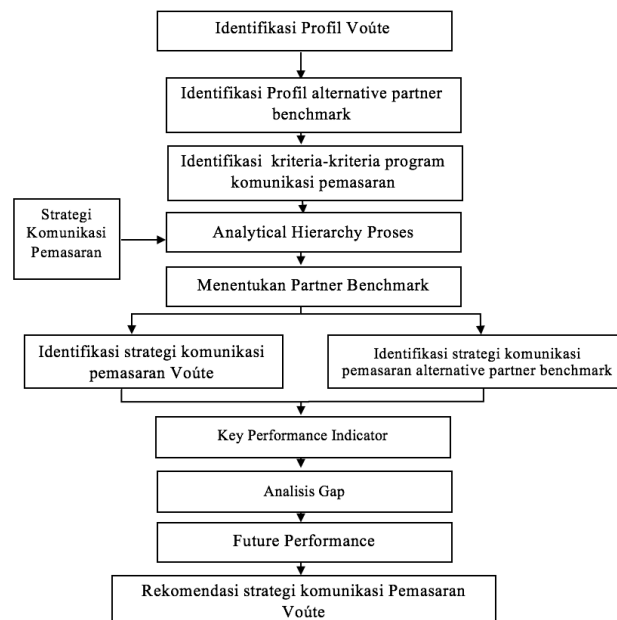 Identifikasi Profil Voúte
Identifikasi Profil alternative partner
benchmark
Identifikasi kriteria-kriteria program
komunikasi pemasaran
Strategi
Komunikasi
Pemasaran
Analytical Hierarchy Proses
Menentukan Partner Benchmark
Identifikasi strategi komunikasi
pemasaran Voúte
Identifikasi strategi komunikasi
pemasaran alternative partner benchmark
Key Performance Indicator
Analisis Gap
Future Performance
Rekomendasi strategi komunikasi Pemasaran
Voúte